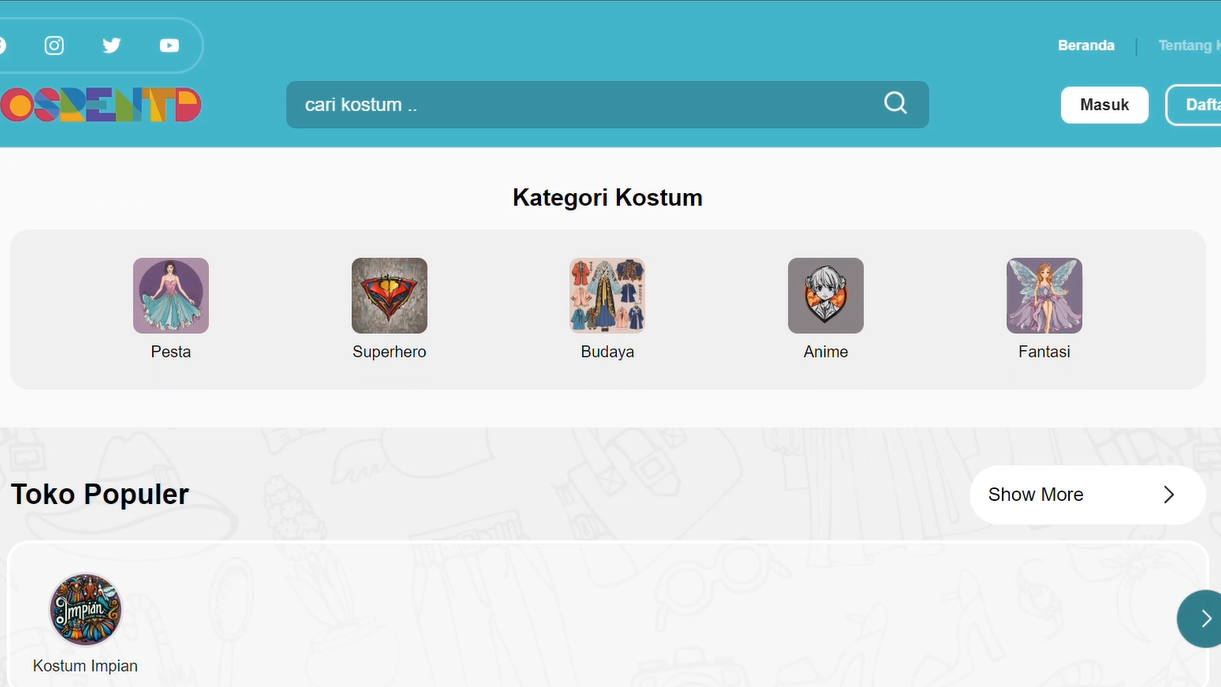 Beranda
Tentang
OSRENTD
cari kostum ..
Masuk
Kategori Kostum
Pesta
Superhero
Budaya
Anime
Fantasi
Toko Populer
Show More
Impian
Kostum Impian